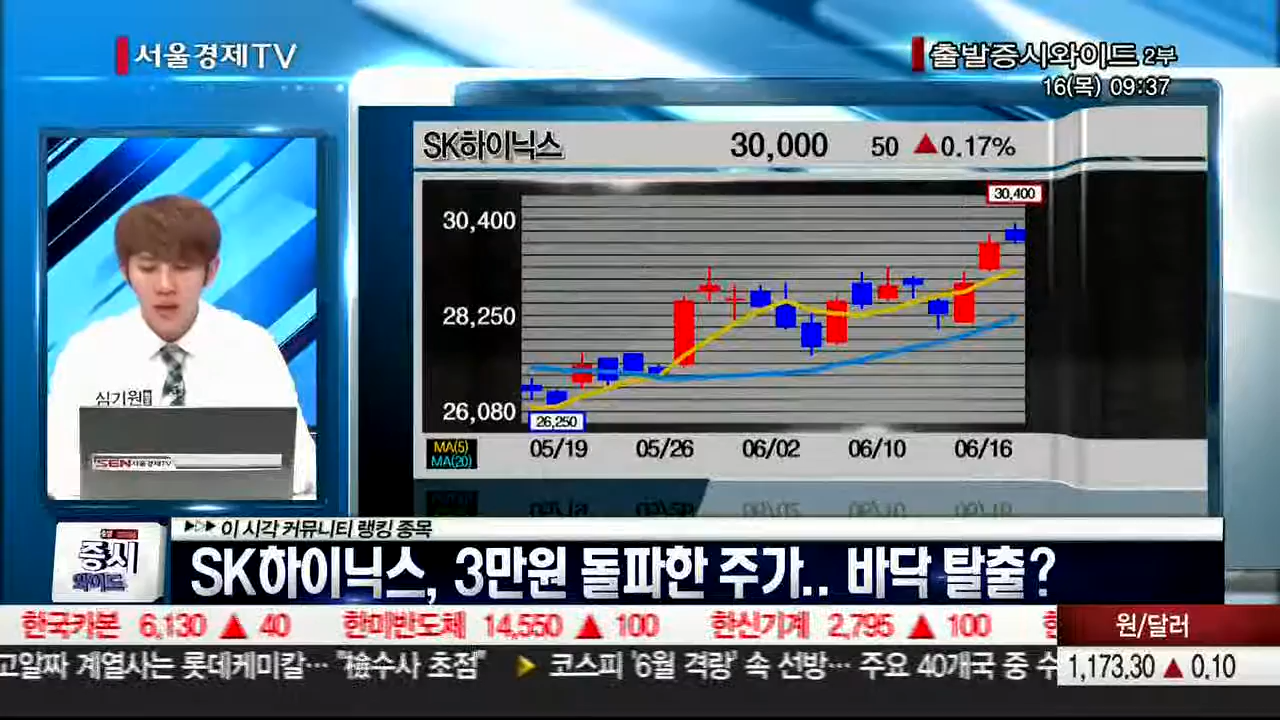 서울경제TV
출발증시와이드 2부
16(목) 09:37
SK하이닉스 30,000 50 ▲0.17%
30,400
30,400
28,250
26,080
26,250
05/19 05/26 06/02 06/10 06/16
MA(5)
MA(20)
심기원
SEN서울경제TV
증시
와이드
▶▷▶ 이 시각 커뮤니티 랭킹 종목
SK하이닉스, 3만원 돌파한 주가.. 바닥 탈출?
한국카본 6,130 ▲ 40 한미반도체 14,550 ▲ 100 한신기계 2,795 ▲ 100
원/달러
고알짜 계열사는 롯데케미칼… "檢수사 초점" ▶ 코스피 '6월 격랑' 속 선방… 주요 40개국 중 수
1,173.30 ▲ 0.10